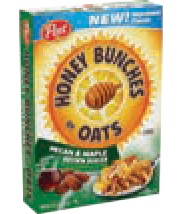 NEW!
Post
HONEY BUNCHES
of OATS
PECAN & MAPLE
BROWN SUGAR